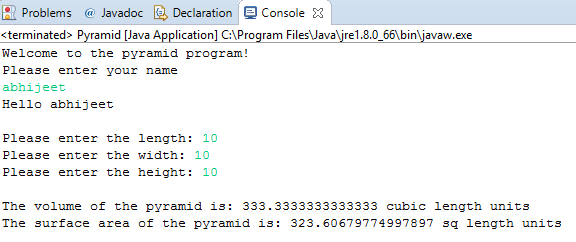 Problems @ Javadoc Declaration Console
<terminated> Pyramid [Java Application] C:\Program Files\Java\jre1.8.0_66\bin\javaw.exe
Welcome to the pyramid program!
Please enter your name
abhijeet
Hello abhijeet
Please enter the length: 10
Please enter the width: 10
Please enter the height: 10
The volume of the pyramid is: 333.3333333333333 cubic length units
The surface area of the pyramid is: 323.60679774997897 sq length units